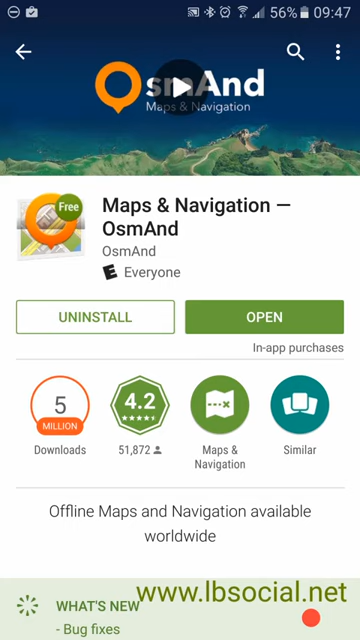 56% 09:47
OsmAnd
Maps & Navigation
Free
Maps & Navigation —
OsmAnd
OsmAnd
E Everyone
UNINSTALL
OPEN
In-app purchases
5
MILLION
Downloads
4.2
51,872
Maps &
Navigation
Similar
Offline Maps and Navigation available
worldwide
www.lbsocial.net
WHAT'S NEW
- Bug fixes